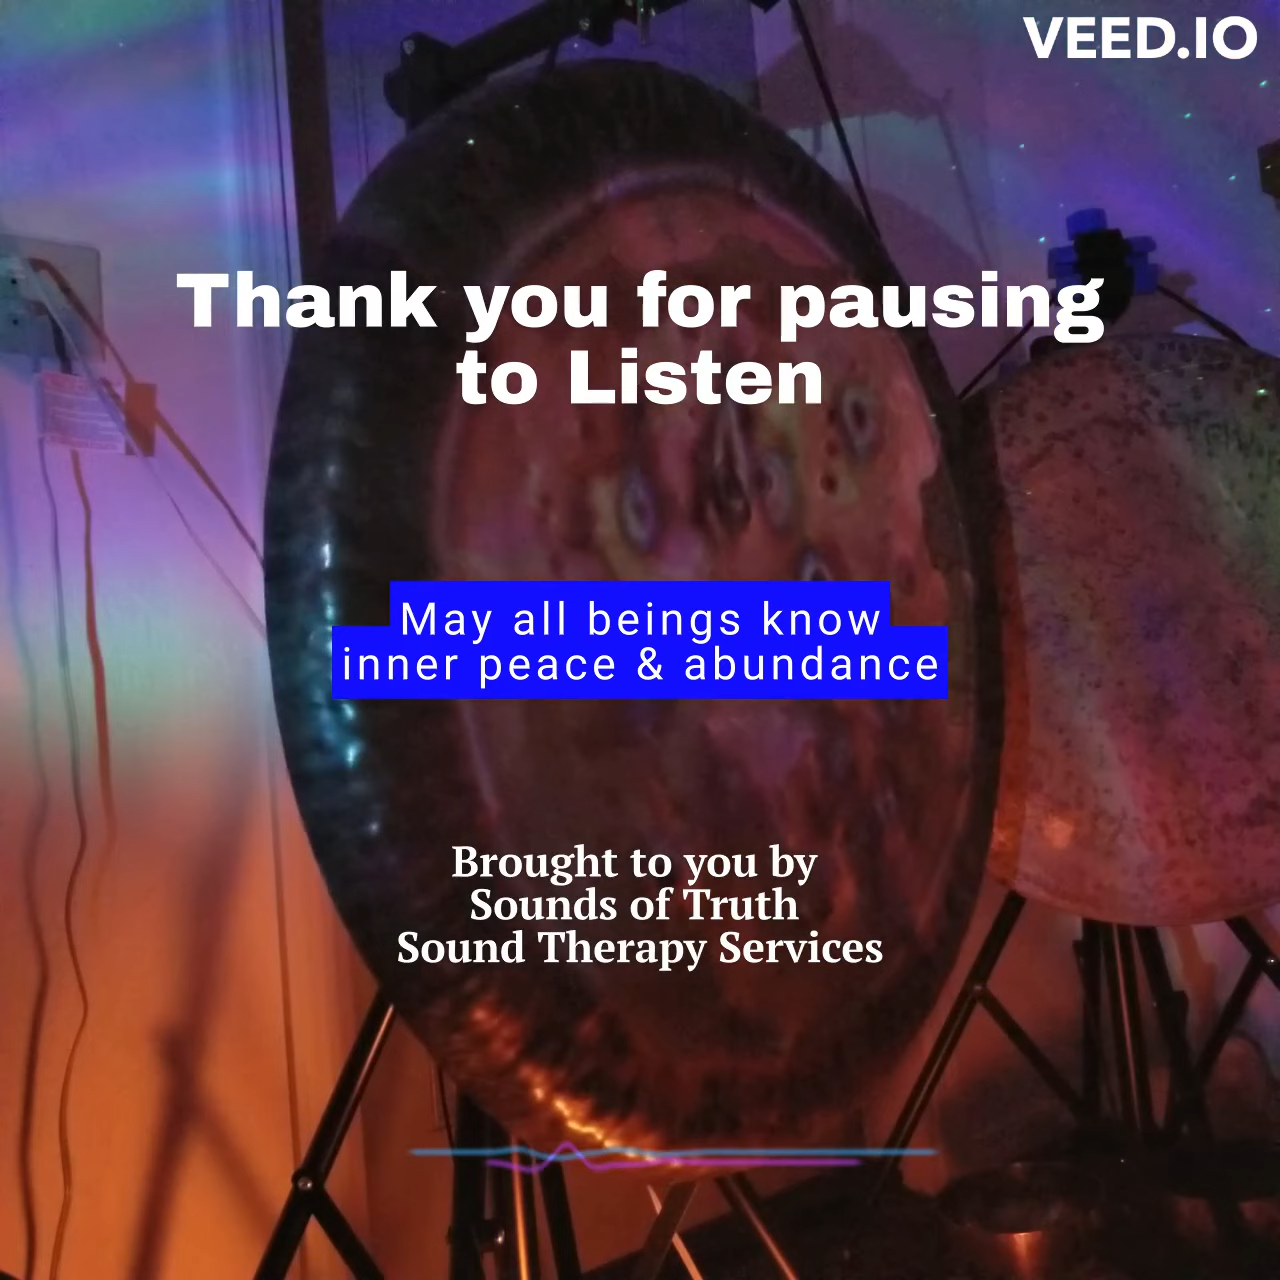 VEED.IO
Thank you for pausing
to Listen
May all beings know
inner peace & abundance
Brought to you by
Sounds of Truth
Sound Therapy Services